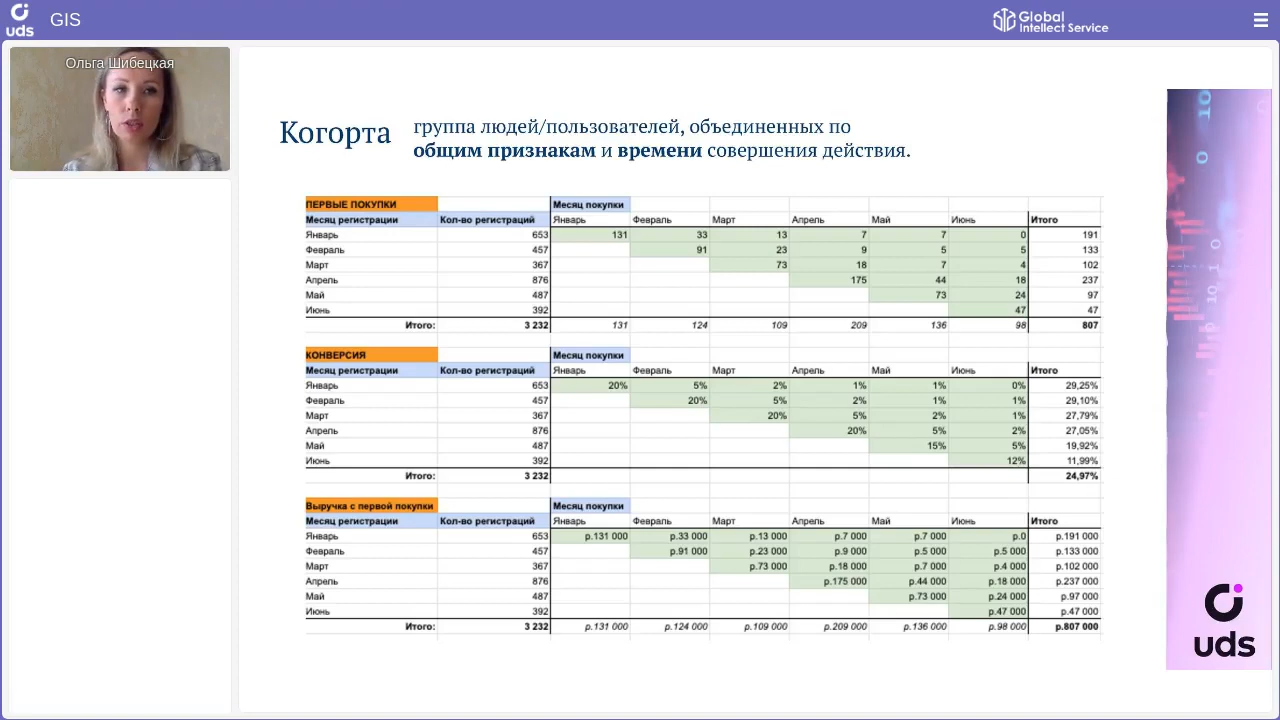 uds
GIS
Global
Intellect Service
Ольга Шибецкая
Когорта
группа людей/пользователей, объединенных по
общим признакам и времени совершения действия.
ПЕРВЫЕ ПОКУПКИ Месяц покупки
Месяц регистрации Кол-во регистраций Январь Февраль Март Апрель Май Июнь Итого
Январь 653 131 33 13 7 7 0 191
Февраль 457 91 23 9 5 5 133
Март 367 73 18 7 4 102
Апрель 876 175 44 18 237
Май 487 73 24 97
Июнь 392 47 47
Итого: 3 232 131 124 109 209 136 98 807
КОНВЕРСИЯ Месяц покупки
Месяц регистрации Кол-во регистраций Январь Февраль Март Апрель Май Июнь Итого
Январь 653 20% 5% 2% 1% 1% 0% 29,25%
Февраль 457 20% 5% 2% 1% 1% 29,10%
Март 367 20% 5% 2% 1% 27,79%
Апрель 876 20% 5% 2% 27,05%
Май 487 15% 5% 19,92%
Июнь 392 12% 11,99%
Итого: 3 232 24,97%
Выручка с первой покупки Месяц покупки
Месяц регистрации Кол-во регистраций Январь Февраль Март Апрель Май Июнь Итого
Январь 653 р.131 000 р.33 000 р.13 000 р.7 000 р.7 000 р.0 р.191 000
Февраль 457 р.91 000 р.23 000 р.9 000 р.5 000 р.5 000 р.133 000
Март 367 р.73 000 р.18 000 р.7 000 р.4 000 р.102 000
Апрель 876 р.175 000 р.44 000 р.18 000 р.237 000
Май 487 р.73 000 р.24 000 р.97 000
Июнь 392 р.47 000 р.47 000
Итого: 3 232 р.131 000 р.124 000 р.109 000 р.209 000 р.136 000 р.98 000 р.807 000
uds